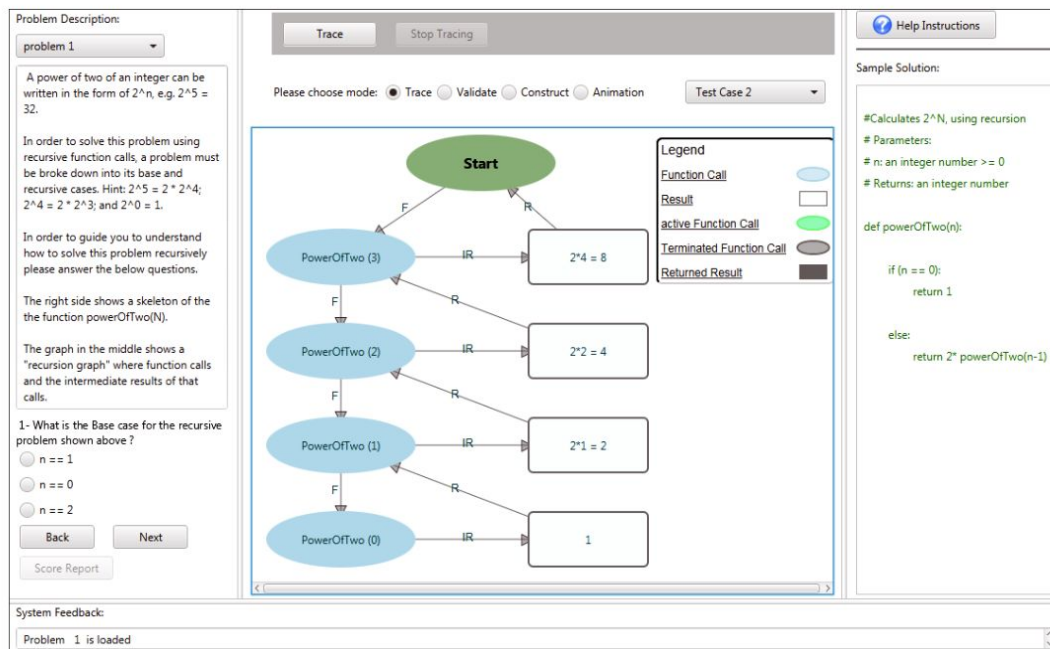 Problem Description:
problem 1
A power of two of an integer can be
written in the form of 2^n, e.g. 2^5 =
32.
In order to solve this problem using
recursive function calls, a problem must
be broke down into its base and
recursive cases. Hint: 2^5 = 2 * 2^4;
2^4 = 2 * 2^3; and 2^0 = 1.
In order to guide you to understand
how to solve this problem recursively
please answer the below questions.
The right side shows a skeleton of the
the function powerOfTwo(N).
The graph in the middle shows a
"recursion graph" where function calls
and the intermediate results of that
calls.
1- What is the Base case for the recursive
problem shown above ?
n == 1
n == 0
n == 2
Back
Next
Score Report
Trace
Stop Tracing
Please choose mode:
Trace
Validate
Construct
Animation
Test Case 2
Start
F
R
PowerOfTwo (3)
IR
2*4 = 8
F
R
PowerOfTwo (2)
IR
2*2 = 4
F
R
PowerOfTwo (1)
IR
2*1 = 2
F
R
PowerOfTwo (0)
IR
1
Legend
Function Call
Result
active Function Call
Terminated Function Call
Returned Result
Help Instructions
Sample Solution:
#Calculates 2^N, using recursion
# Parameters:
# n: an integer number >= 0
# Returns: an integer number
def powerOfTwo(n):
if (n == 0):
return 1
else:
return 2* powerOfTwo(n-1)
System Feedback:
Problem 1 is loaded